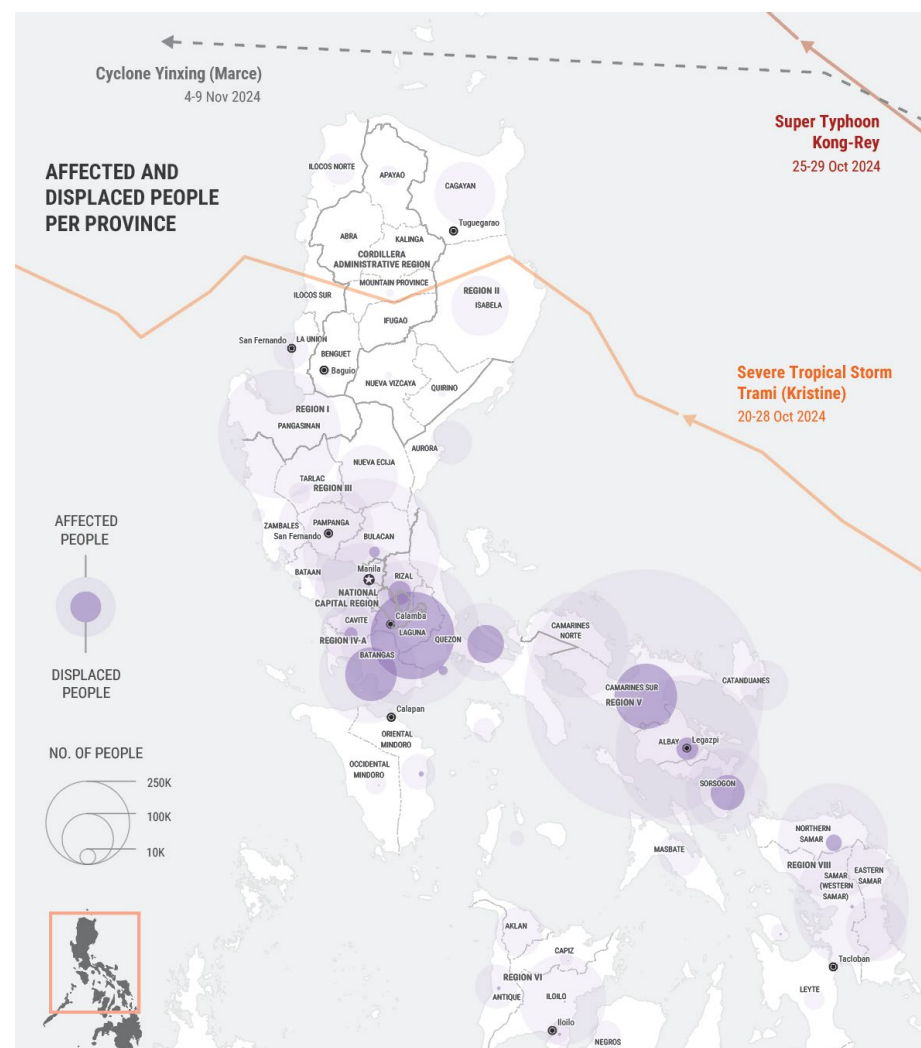 Cyclone Yinxing (Marce)
4-9 Nov 2024
Super Typhoon
Kong-Rey
25-29 Oct 2024
AFFECTED AND
DISPLACED PEOPLE
PER PROVINCE
ILOCOS NORTE
APAYAO
CAGAYAN
Tuguegarao
ABRA
KALINGA
CORDILLERA
ADMINISTRATIVE REGION
MOUNTAIN PROVINCE
ILOCOS SUR
REGION II
ISABELA
IFUGAO
San Fernando
LA UNION
BENGUET
Baguio
NUEVA VIZCAYA
QUIRINO
Severe Tropical Storm
Trami (Kristine)
20-28 Oct 2024
REGION I
PANGASINAN
AURORA
NUEVA ECIJA
TARLAC
REGION III
ZAMBALES
PAMPANGA
San Fernando
BULACAN
BATAAN
Manila
RIZAL
NATIONAL
CAPITAL REGION
CAVITE
Calamba
LAGUNA
REGION IV-A
QUEZON
BATANGAS
CAMARINES
NORTE
CAMARINES SUR
REGION V
CATANDUANES
Calapan
ORIENTAL
MINDORO
OCCIDENTAL
MINDORO
ALBAY
Legazpi
SORSOGON
MASBATE
NORTHERN
SAMAR
REGION VIII
SAMAR
(WESTERN
SAMAR)
EASTERN
SAMAR
Tacloban
LEYTE
AKLAN
CAPIZ
REGION VI
ANTIQUE
ILOILO
Iloilo
NEGROS
AFFECTED
PEOPLE
DISPLACED
PEOPLE
NO. OF PEOPLE
250K
100K
10K